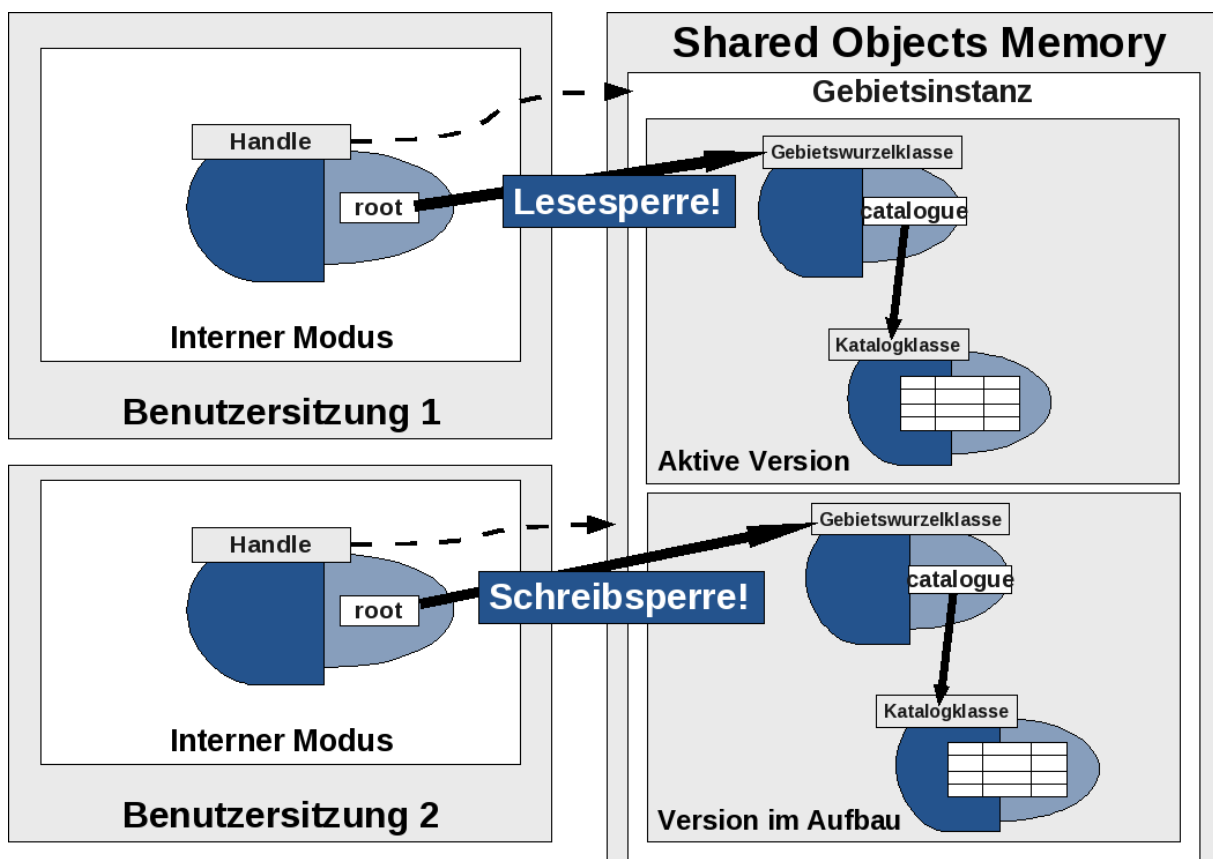 Shared Objects Memory
Gebietsinstanz
Handle
Gebietswurzelklasse
root
Lesesperre!
catalogue
Interner Modus
Katalogklasse
Benutzersitzung 1
Aktive Version
Handle
Gebietswurzelklasse
root
Schreibsperre!
catalogue
Interner Modus
Katalogklasse
Benutzersitzung 2
Version im Aufbau